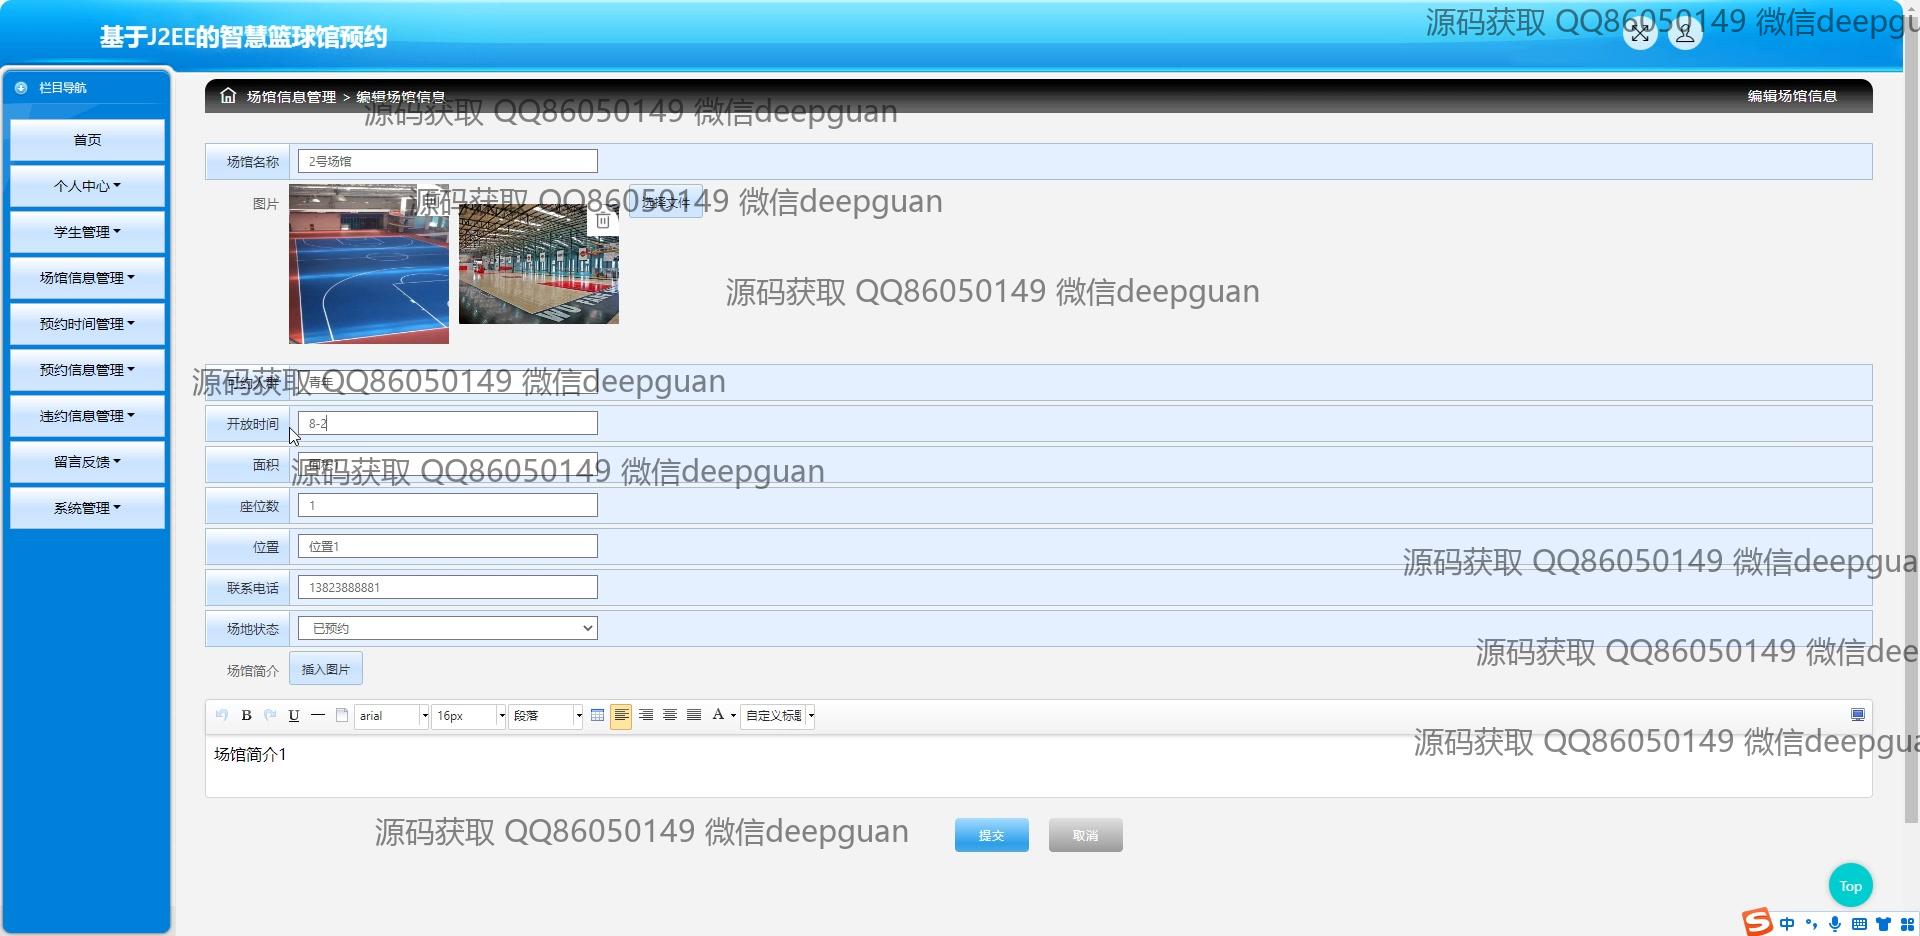 基于J2EE的智慧篮球馆预约
源码获取 QQ86050149 微信deepgu
栏目导航
首页
个人中心
学生管理
场馆信息管理
预约时间管理
预约信息管理
违约信息管理
留言反馈
系统管理
场馆信息管理 > 编辑场馆信息
编辑场馆信息
源码获取 QQ86050149 微信deepguan
场馆名称 2号场馆
图片
选择文件
源码获取 QQ86050149 微信deepguan
源码获取 QQ86050149 微信deepguan
可约人群 青年
源码获取 QQ86050149 微信deepguan
开放时间 8-2
面积
源码获取 QQ86050149 微信deepguan
座位数 1
位置 位置1
源码获取 QQ86050149 微信deepgua
联系电话 13823888881
场地状态 已预约
源码获取 QQ86050149 微信deep
场馆简介 插入图片
B U arial 16px 段落 A 自定义标题
源码获取 QQ86050149 微信deepgua
场馆简介1
源码获取 QQ86050149 微信deepguan
提交 取消
Top
中